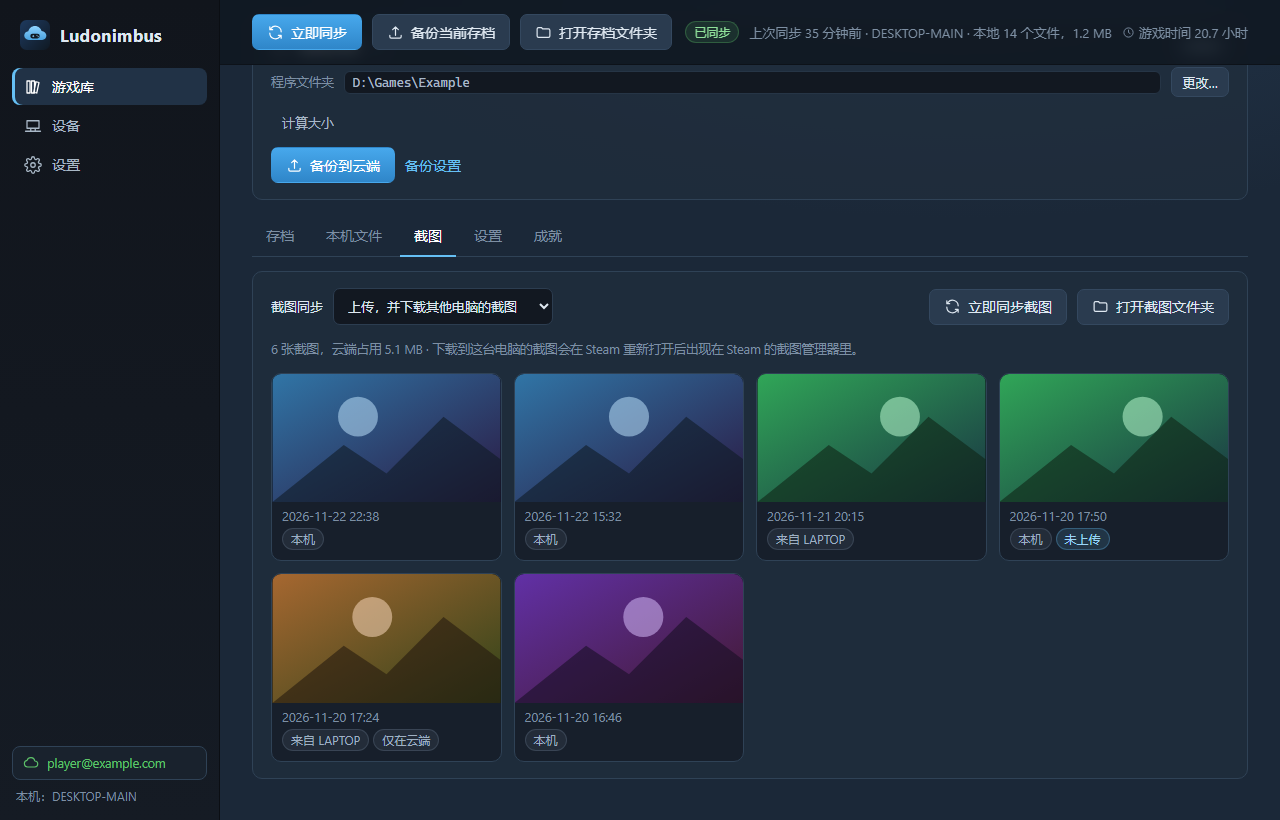 Ludonimbus
游戏库
设备
设置
player@example.com
本机：DESKTOP-MAIN
立即同步
备份当前存档
打开存档文件夹
已同步
上次同步 35 分钟前 · DESKTOP-MAIN · 本地 14 个文件，1.2 MB
游戏时间 20.7 小时
程序文件夹
D:\Games\Example
更改...
计算大小
备份到云端
备份设置
存档
本机文件
截图
设置
成就
截图同步
上传，并下载其他电脑的截图
立即同步截图
打开截图文件夹
6 张截图，云端占用 5.1 MB · 下载到这台电脑的截图会在 Steam 重新打开后出现在 Steam 的截图管理器里。
2026-11-22 22:38
本机
2026-11-22 15:32
本机
2026-11-21 20:15
来自 LAPTOP
2026-11-20 17:50
本机
未上传
2026-11-20 17:24
来自 LAPTOP
仅在云端
2026-11-20 16:46
本机